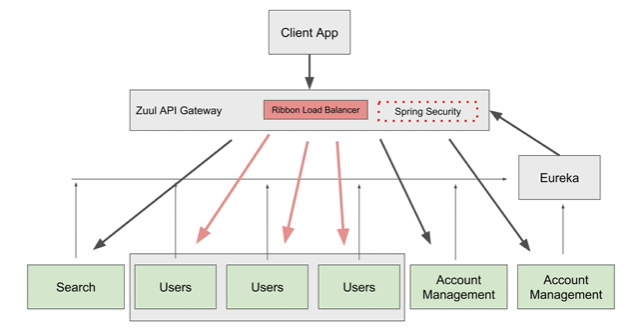 Client App
Zuul API Gateway
Ribbon Load Balancer
Spring Security
Eureka
Search
Users
Users
Users
Account
Management
Account
Management